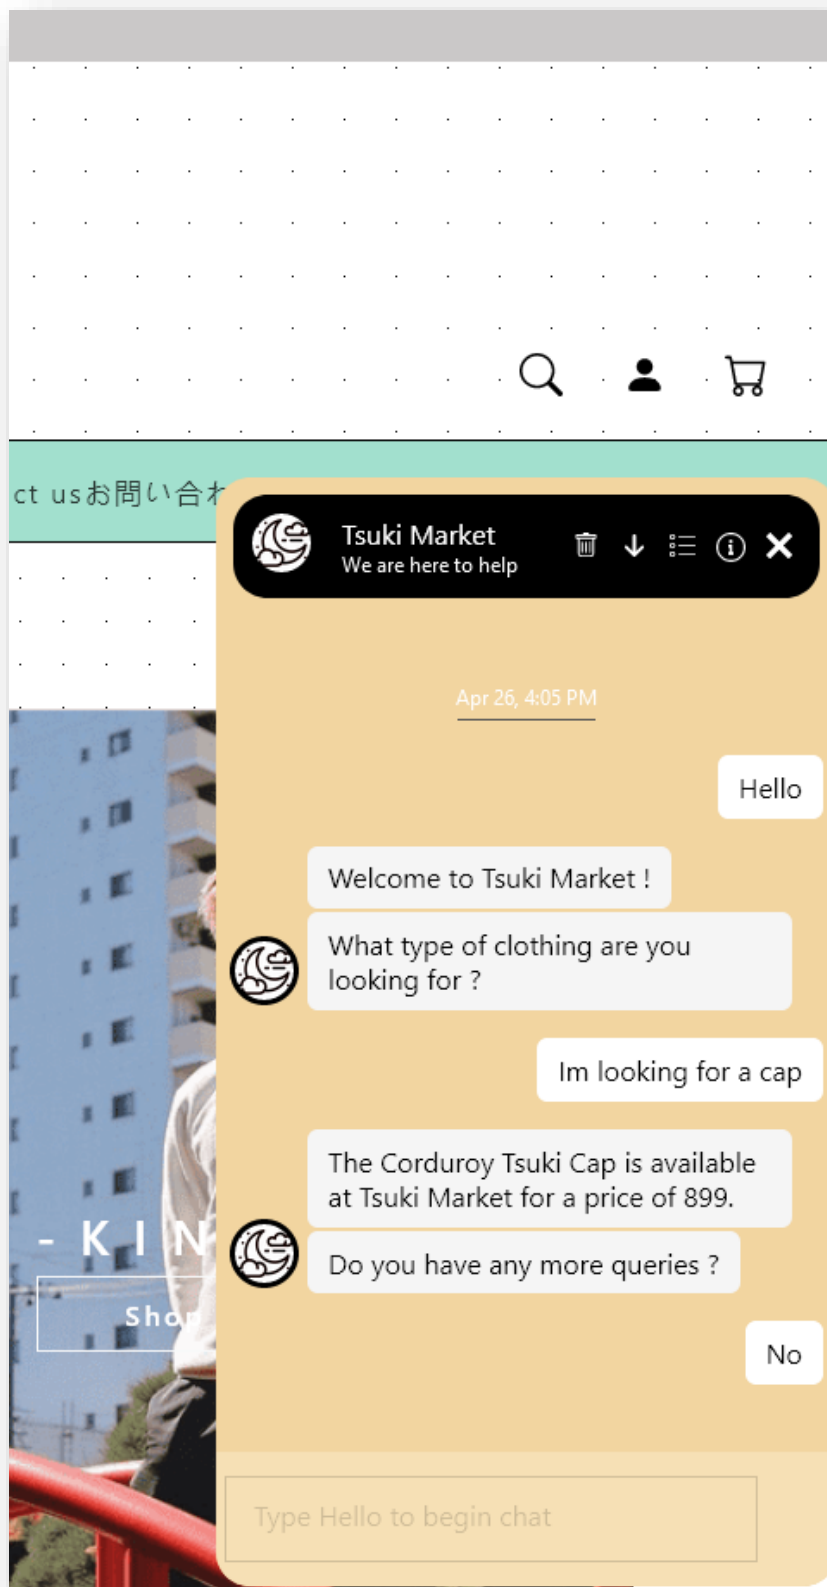 ct usお問い合わ
Tsuki Market
We are here to help
Apr 26, 4:05 PM
Hello
Welcome to Tsuki Market !
What type of clothing are you
looking for ?
Im looking for a cap
The Corduroy Tsuki Cap is available
at Tsuki Market for a price of 899.
Do you have any more queries ?
- K I N
Shop
No
Type Hello to begin chat